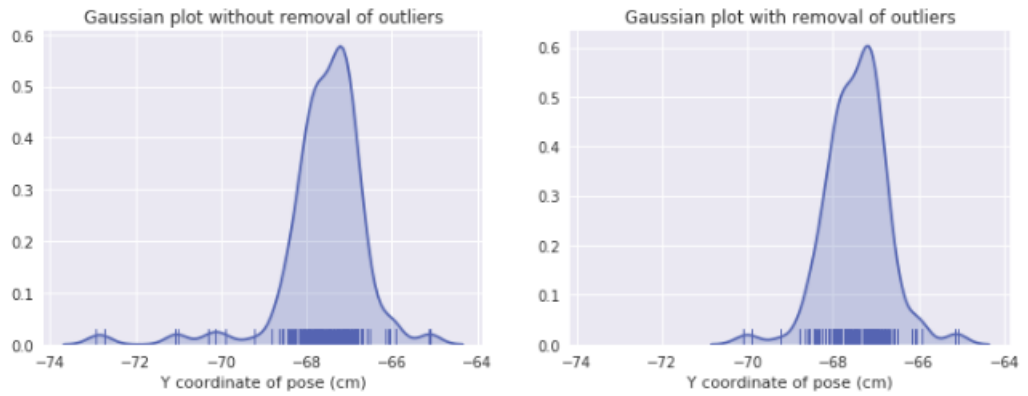 Gaussian plot without removal of outliers
0.6
0.5
0.4
0.3
0.2
0.1
0.0
−74 −72 −70 −68 −66 −64
Y coordinate of pose (cm)
Gaussian plot with removal of outliers
0.6
0.5
0.4
0.3
0.2
0.1
0.0
−74 −72 −70 −68 −66 −64
Y coordinate of pose (cm)